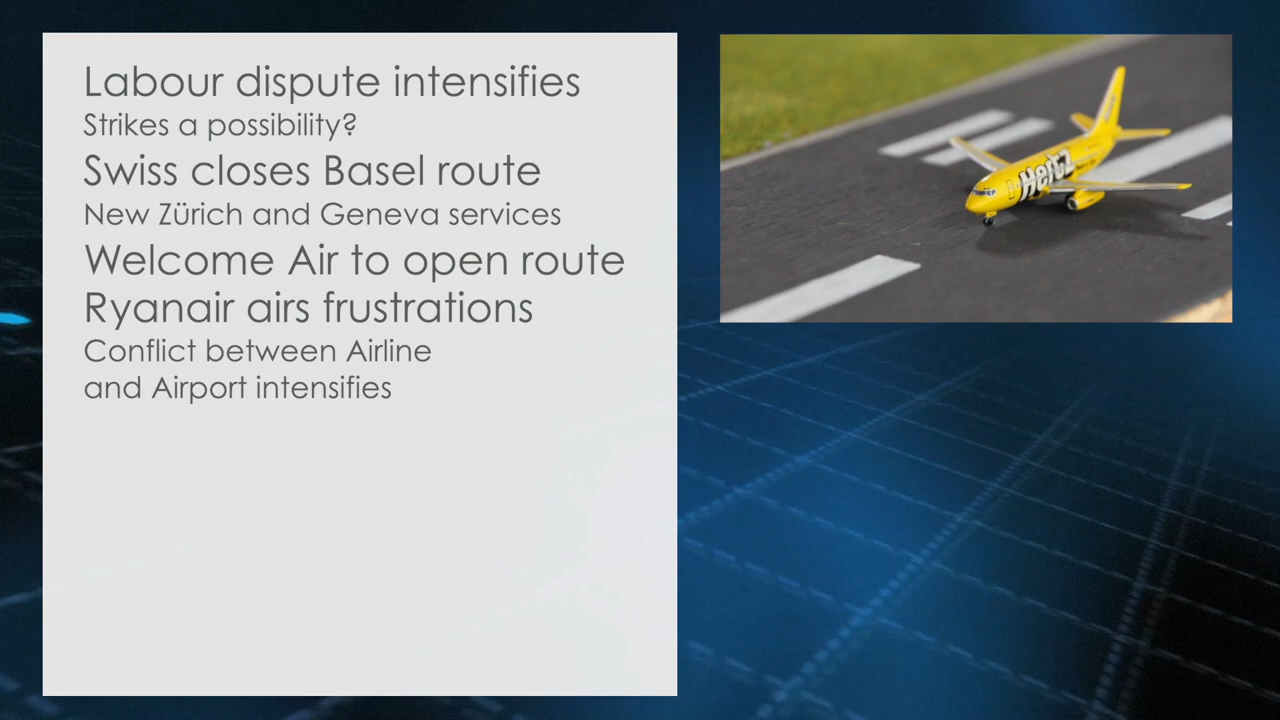 Labour dispute intensifies
Strikes a possibility?
Swiss closes Basel route
New Zürich and Geneva services
Welcome Air to open route
Ryanair airs frustrations
Conflict between Airline
and Airport intensifies
Hertz